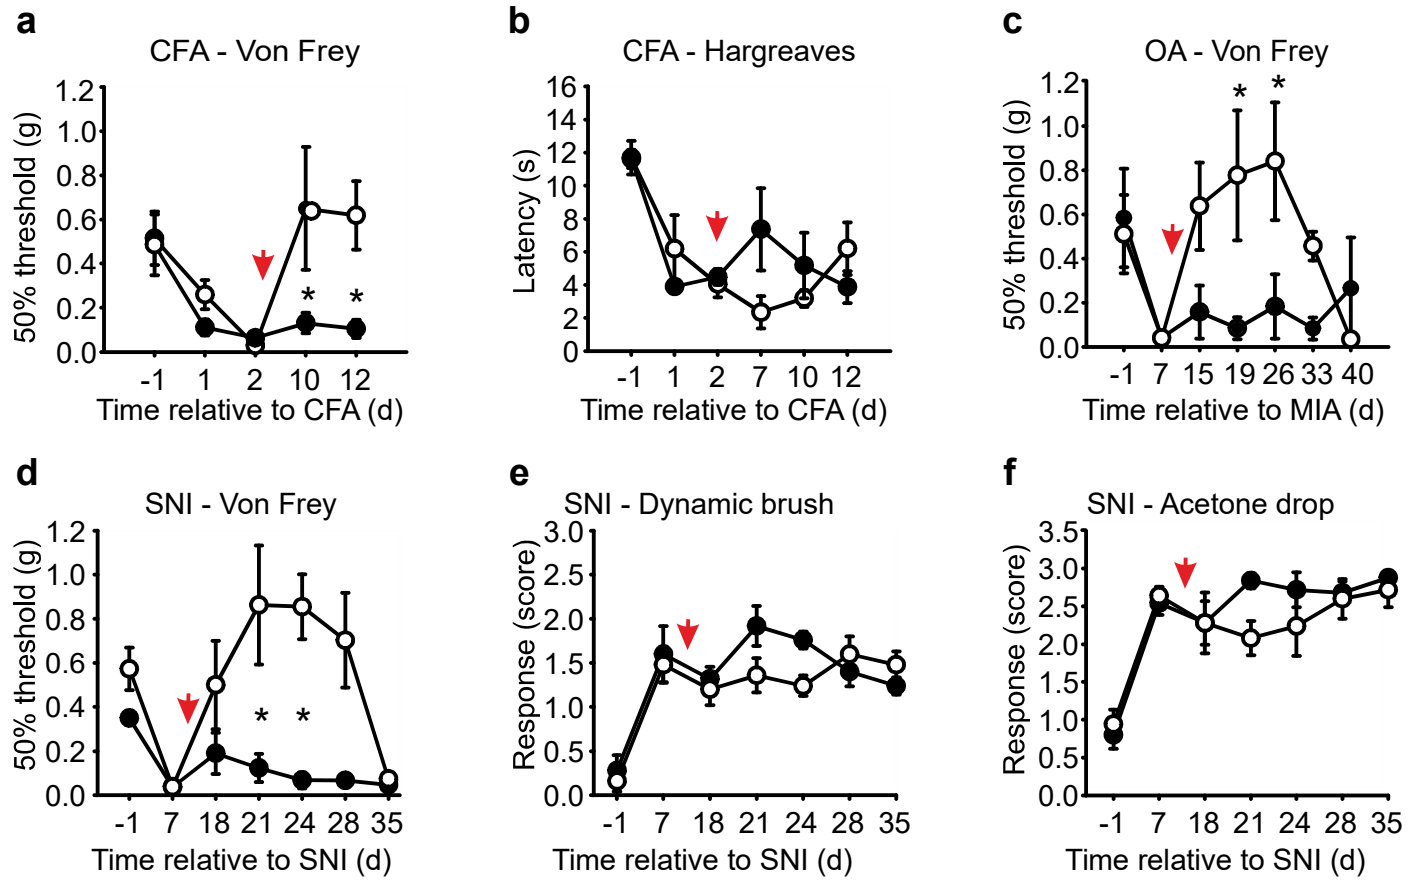 a
CFA - Von Frey
50% threshold (g)
1.2
1.0
0.8
0.6
0.4
0.2
0.0
*
*
-1 1 2 10 12
Time relative to CFA (d)
b
CFA - Hargreaves
Latency (s)
16
14
12
10
8
6
4
2
0
-1 1 2 7 10 12
Time relative to CFA (d)
c
OA - Von Frey
50% threshold (g)
1.2
1.0
0.8
0.6
0.4
0.2
0.0
*
*
-1 7 15 19 26 33 40
Time relative to MIA (d)
d
SNI - Von Frey
50% threshold (g)
1.2
1.0
0.8
0.6
0.4
0.2
0.0
*
*
-1 7 18 21 24 28 35
Time relative to SNI (d)
e
SNI - Dynamic brush
Response (score)
3.0
2.5
2.0
1.5
1.0
0.5
0.0
-1 7 18 21 24 28 35
Time relative to SNI (d)
f
SNI - Acetone drop
Response (score)
3.5
3.0
2.5
2.0
1.5
1.0
0.5
0.0
-1 7 18 21 24 28 35
Time relative to SNI (d)